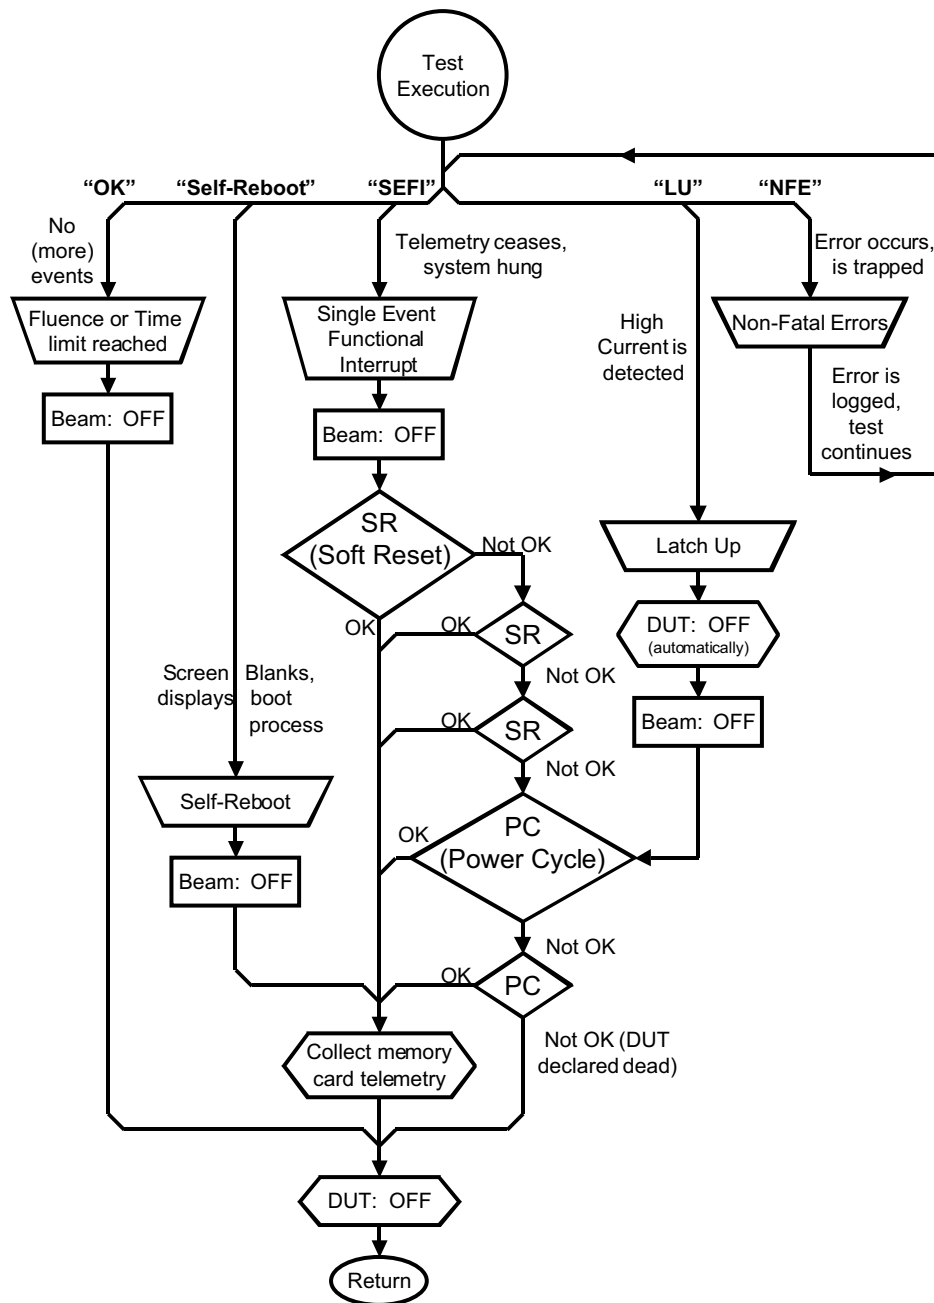 Test
Execution
“OK”
“Self-Reboot”
“SEFI”
“LU”
“NFE”
No
(more)
events
Telemetry ceases,
system hung
Error occurs,
is trapped
Fluence or Time
limit reached
Single Event
Functional
Interrupt
High
Current is
detected
Non-Fatal Errors
Error is
logged,
test
continues
Beam: OFF
Beam: OFF
SR
(Soft Reset)
Not OK
Latch Up
OK
OK
SR
DUT: OFF
(automatically)
Not OK
Screen Blanks,
displays boot
process
OK
SR
Beam: OFF
Not OK
Self-Reboot
OK
PC
(Power Cycle)
Beam: OFF
Not OK
OK
PC
Collect memory
card telemetry
Not OK (DUT
declared dead)
DUT: OFF
Return